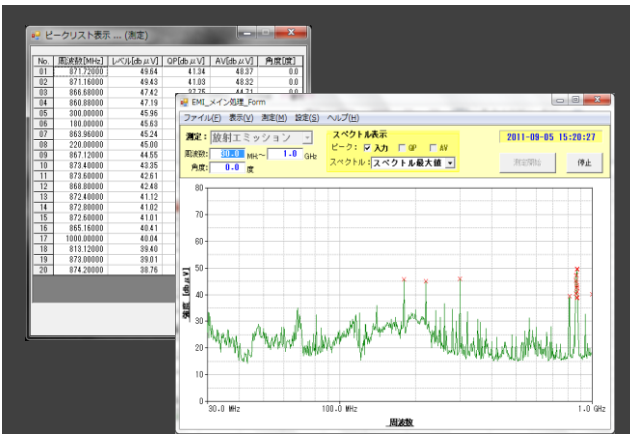 ピークリスト表示 .... (測定)
No. 周波数[MHz] レベル[dbμV] QP[dbμV] AV[dbμV] 角度[度]
01 871.72000 49.64 41.34 48.37 0.0
02 871.16000 49.43 41.03 48.32 0.0
03 866.68000 47.42 37.75 44.71 0.0
04 860.88000 47.19
05 300.00000 45.96
06 180.00000 45.63
07 863.96000 45.24
08 220.00000 45.00
09 867.12000 44.55
10 873.40000 43.35
11 873.60000 42.61
12 868.80000 42.48
13 872.40000 41.12
14 872.80000 41.02
15 872.60000 41.01
16 865.16000 40.41
17 1000.00000 40.04
18 813.12000 39.40
19 873.08000 39.01
20 874.20000 38.76
EMI_メイン処理_Form
ファイル(F) 表示(V) 測定(M) 設定(S) ヘルプ(H)
測定: 放射エミッション
周波数: 30.0 MHz~ 1.0 GHz
角度: 0.0 度
スペクトル表示
ピーク: 入力 QP AV
スペクトル: スペクトル最大値
2011-09-05 15:20:27
測定開始 停止
80
70
60
50
40
30
20
10
0
強度 [dbμV]
30.0 MHz 100.0 MHz 1.0 GHz
周波数